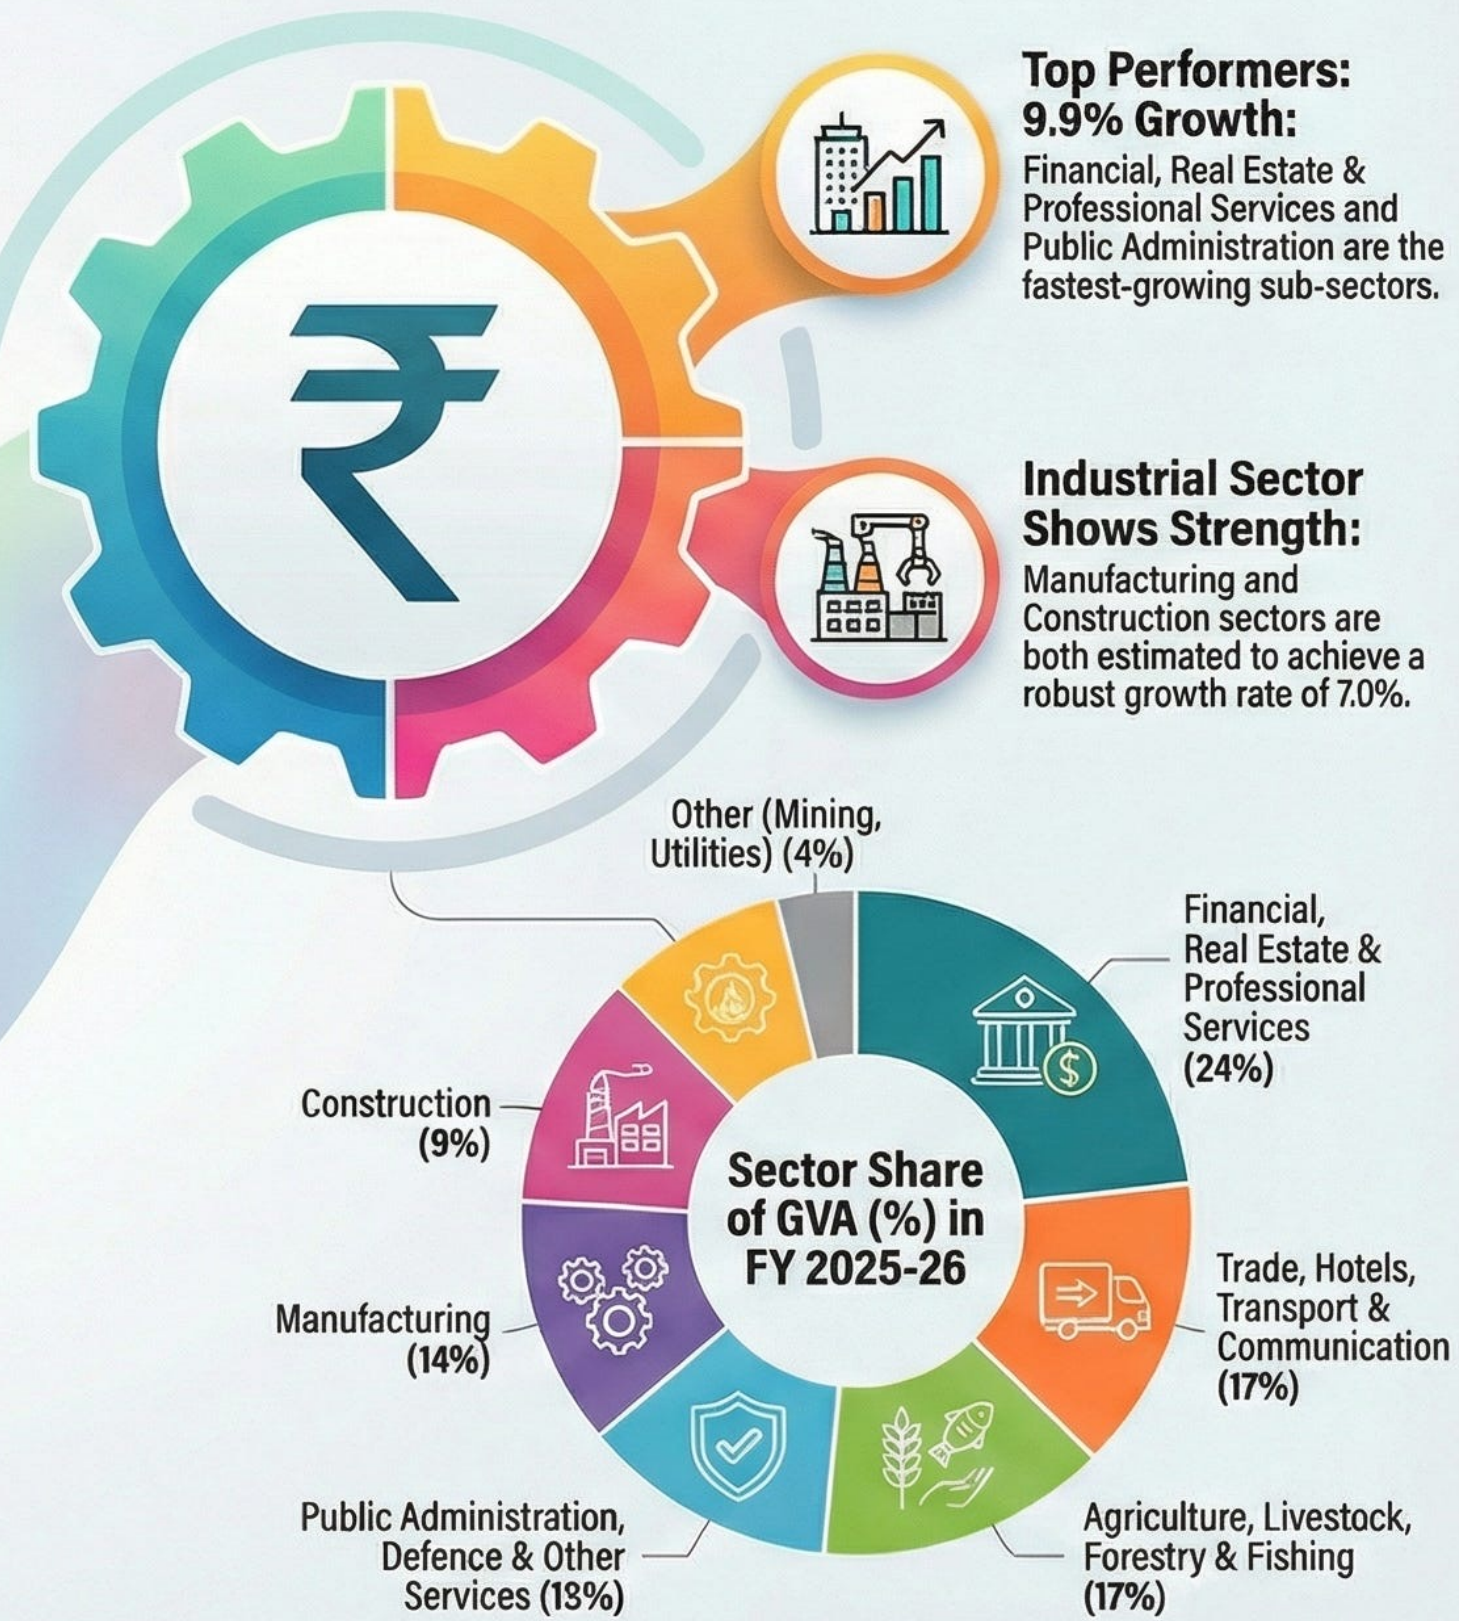 Top Performers:
9.9% Growth:
Financial, Real Estate &
Professional Services and
Public Administration are the
fastest-growing sub-sectors.
₹
Industrial Sector
Shows Strength:
Manufacturing and
Construction sectors are
both estimated to achieve a
robust growth rate of 7.0%.
Other (Mining,
Utilities) (4%)
Financial,
Real Estate &
Professional
Services
(24%)
$
Construction
(9%)
Sector Share
of GVA (%) in
FY 2025-26
Manufacturing
(14%)
Trade, Hotels,
Transport &
Communication
(17%)
Public Administration,
Defence & Other
Services (13%)
Agriculture, Livestock,
Forestry & Fishing
(17%)